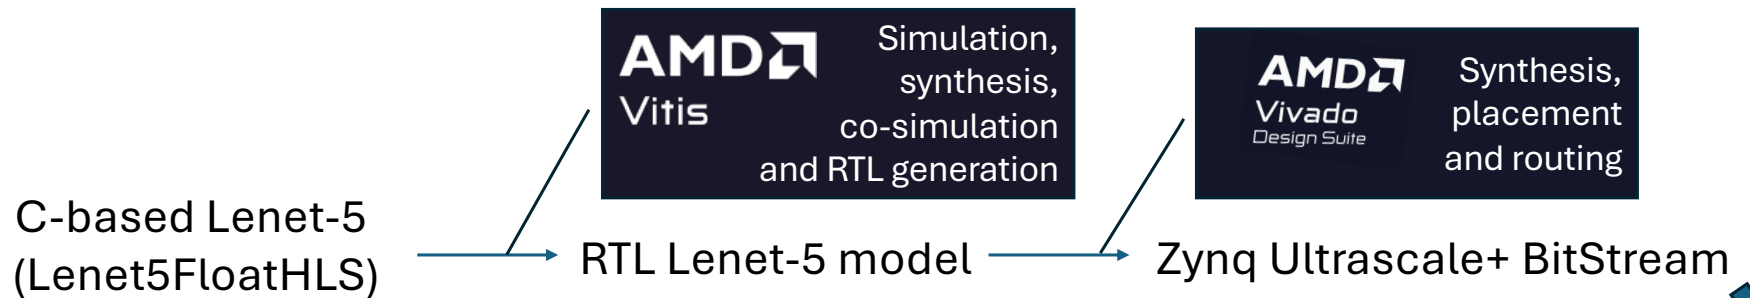 AMD
Vitis
Simulation,
synthesis,
co-simulation
and RTL generation
AMD
Vivado
Design Suite
Synthesis,
placement
and routing
C-based Lenet-5
(Lenet5FloatHLS)
RTL Lenet-5 model
Zynq Ultrascale+ BitStream